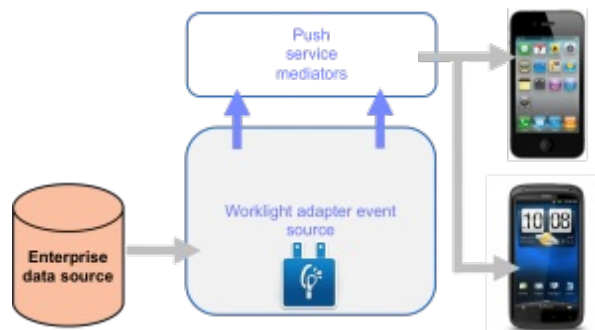 Push
service
mediators
Worklight adapter event
source
Enterprise
data source
10 08